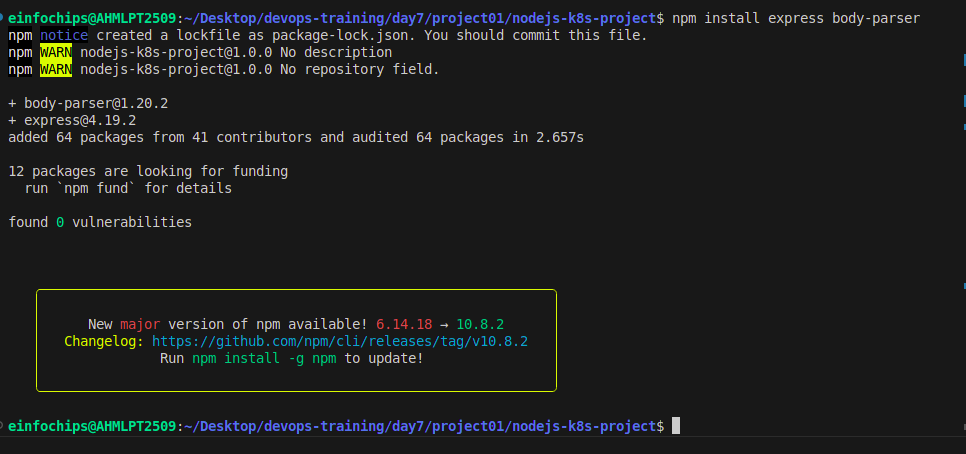 einfochips@AHMLPT2509:~/Desktop/devops-training/day7/project01/nodejs-k8s-project$ npm install express body-parser
npm notice created a lockfile as package-lock.json. You should commit this file.
npm WARN nodejs-k8s-project@1.0.0 No description
npm WARN nodejs-k8s-project@1.0.0 No repository field.
+ body-parser@1.20.2
+ express@4.19.2
added 64 packages from 41 contributors and audited 64 packages in 2.657s
12 packages are looking for funding
  run `npm fund` for details
found 0 vulnerabilities
New major version of npm available! 6.14.18 → 10.8.2
Changelog: https://github.com/npm/cli/releases/tag/v10.8.2
Run npm install -g npm to update!
einfochips@AHMLPT2509:~/Desktop/devops-training/day7/project01/nodejs-k8s-project$